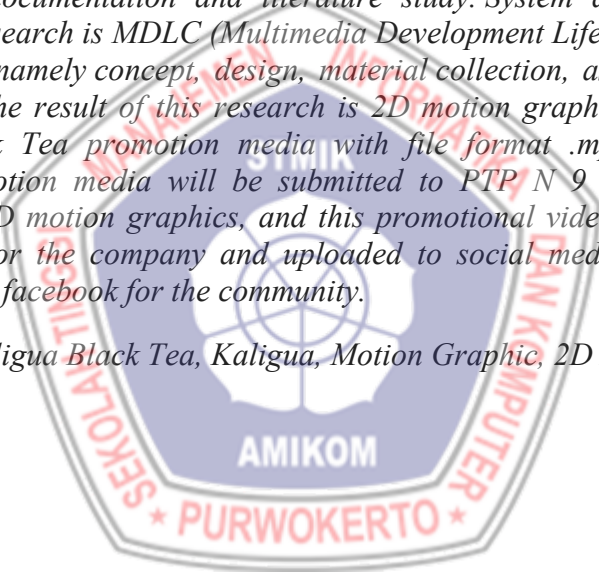 documentation and literature study. System
search is MDLC (Multimedia Development Life
namely concept, design, material collection,
he result of this research is 2D motion
Tea promotion media with file format
otion media will be submitted to PTP N 9
D motion graphics, and this promotional
or the company and uploaded to social
facebook for the community.
ligua Black Tea, Kaligua, Motion Graphic, 2D
SEKOLAH TINGGI MANAJEMEN INFORMATIKA DAN KOMPUTER
STMIK
AMIKOM
* PURWOKERTO *